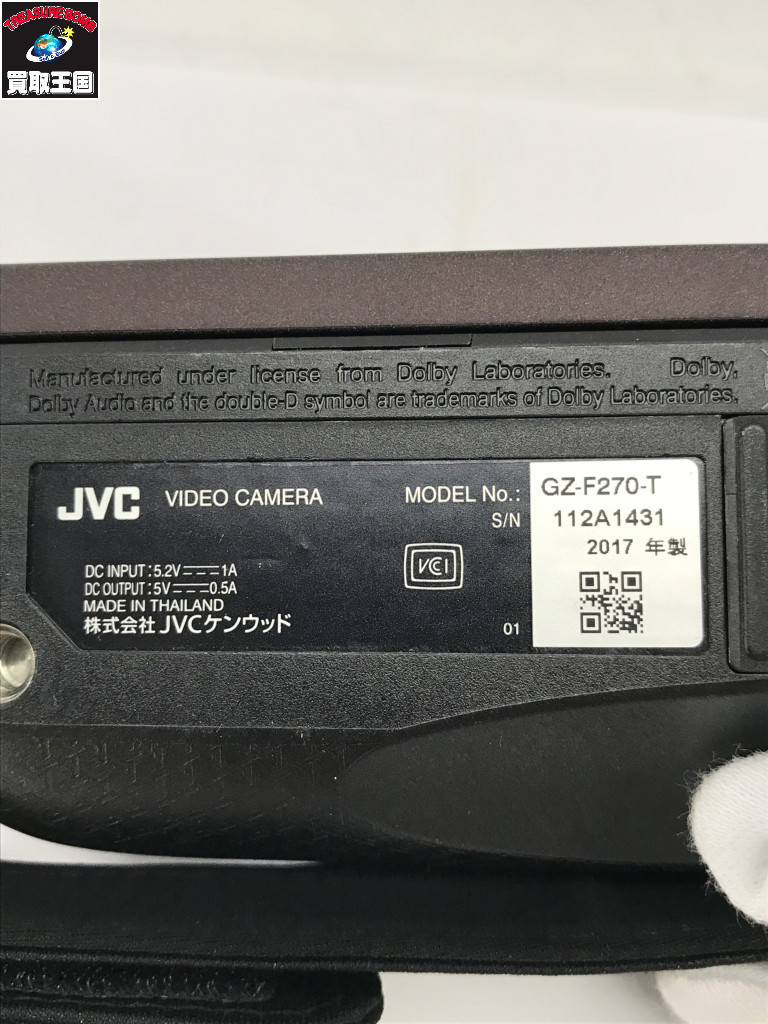 TREASURE KINGDOM
買取王国
Manufactured under license from Dolby Laboratories. Dolby,
Dolby Audio and the double-D symbol are trademarks of Dolby Laboratories.
JVC VIDEO CAMERA MODEL No.: GZ-F270-T
S/N 112A1431
2017 年製
VCI
DC INPUT : 5.2V⎓1A
DC OUTPUT : 5V⎓0.5A
MADE IN THAILAND
株式会社 JVCケンウッド
01